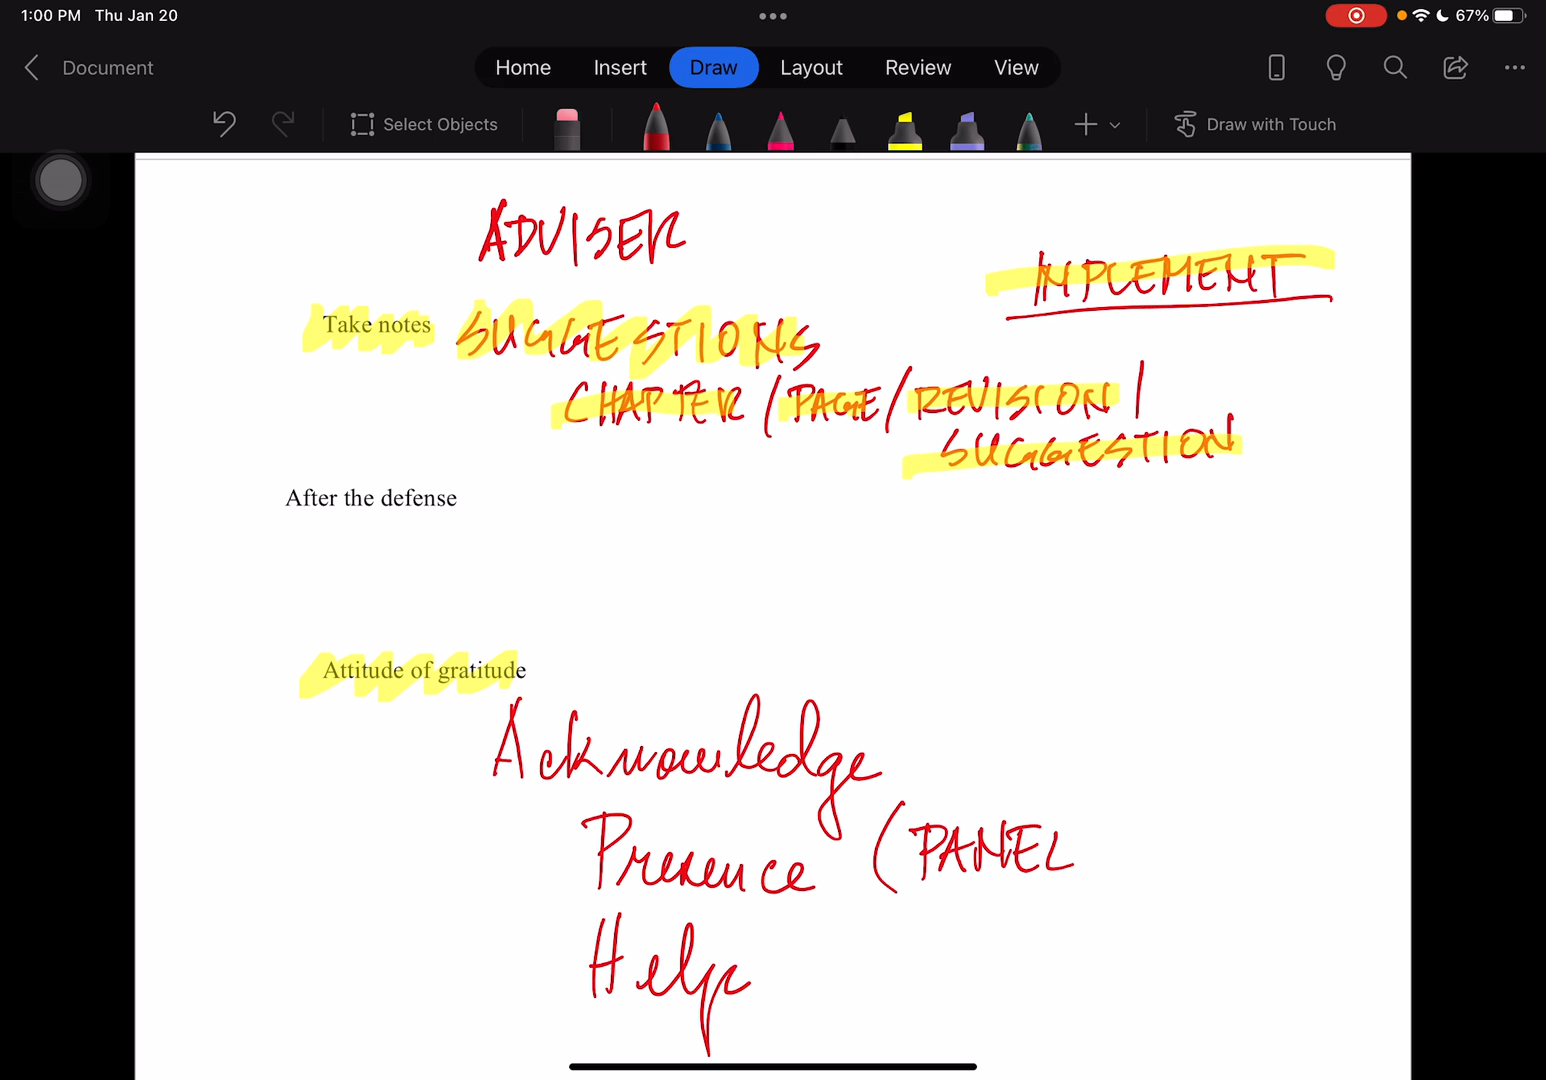 1:00 PM Thu Jan 20
67%
Document
Home Insert Draw Layout Review View
Select Objects
Draw with Touch
ADVISER
IMPLEMENT
Take notes SUGGESTIONS
CHAPTER / PAGE / REVISION /
SUGGESTION
After the defense
Attitude of gratitude
Acknowledge
Presence (PANEL
Help